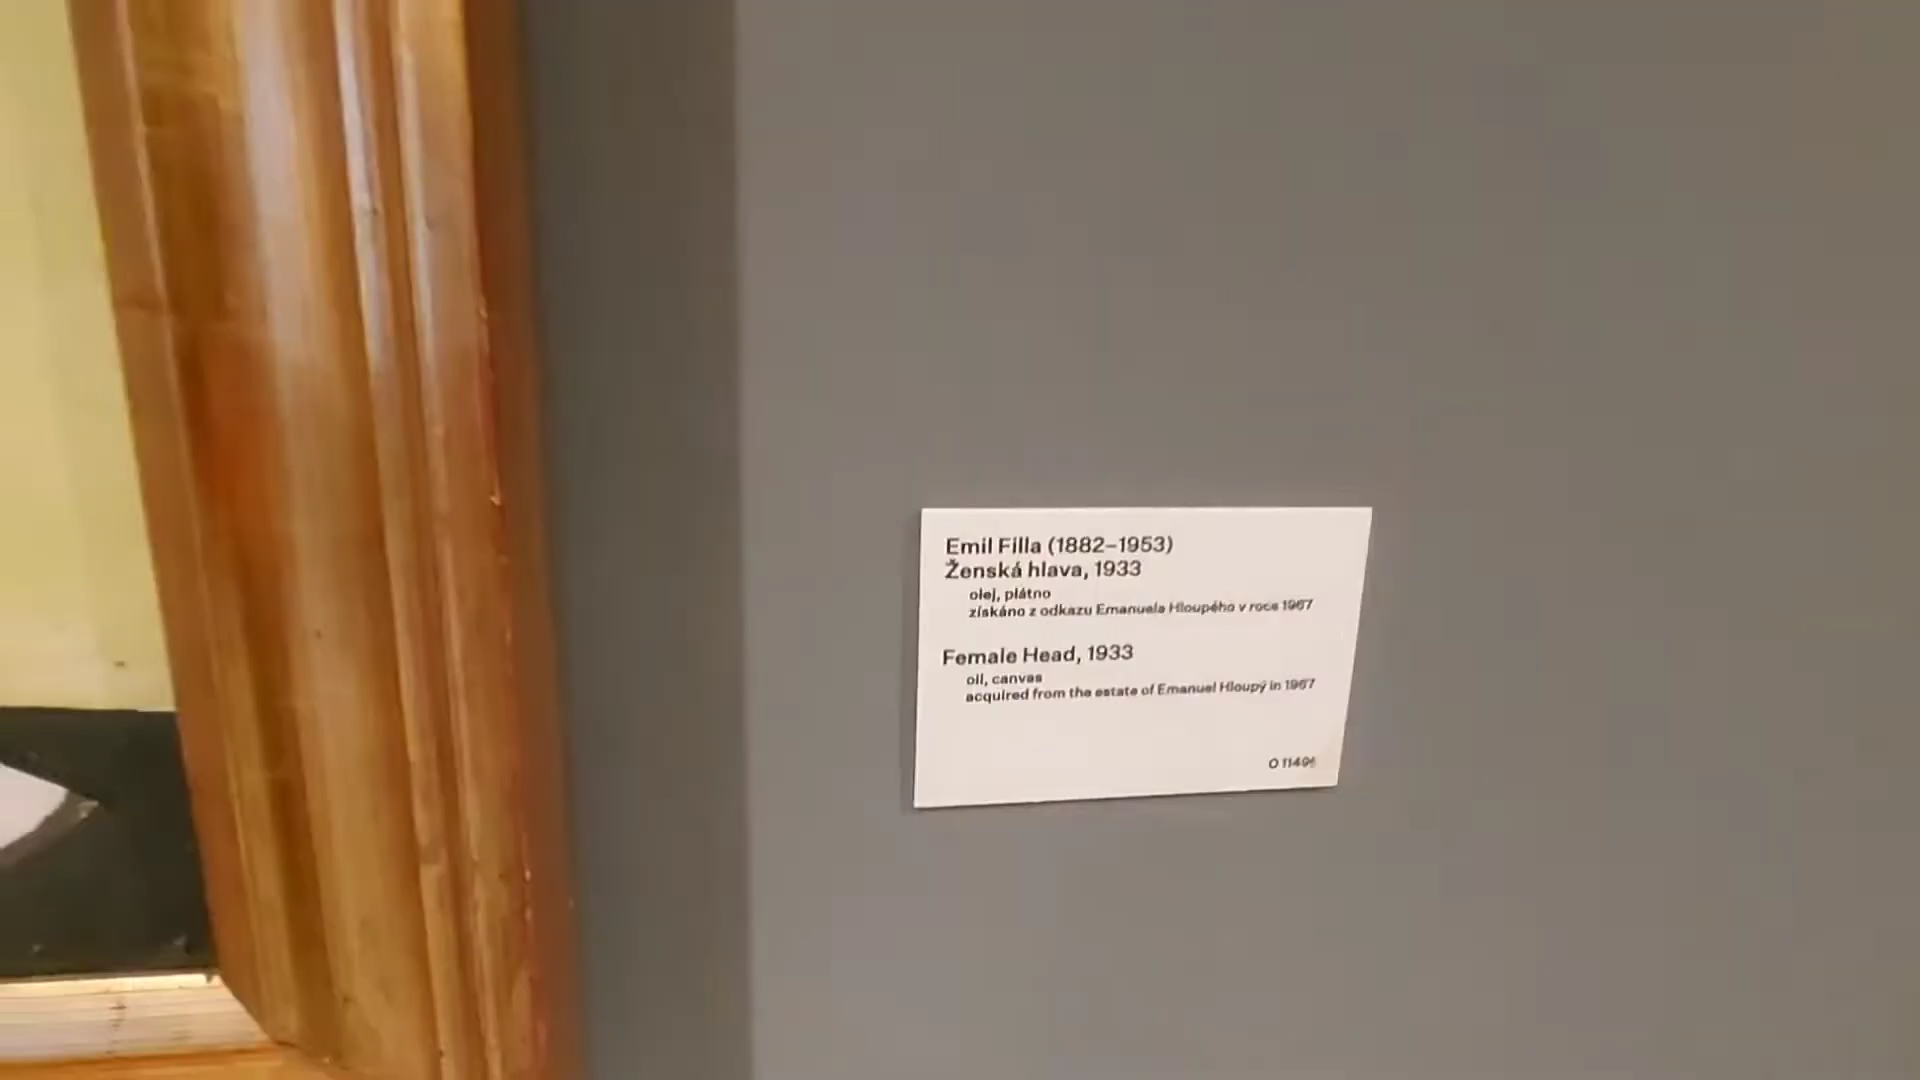 Emil Filla (1882–1953)
Ženská hlava, 1933
olej, plátno
získáno z odkazu Emanuela Hloupého v roce 1967
Female Head, 1933
oil, canvas
acquired from the estate of Emanuel Hloupý in 1967
O